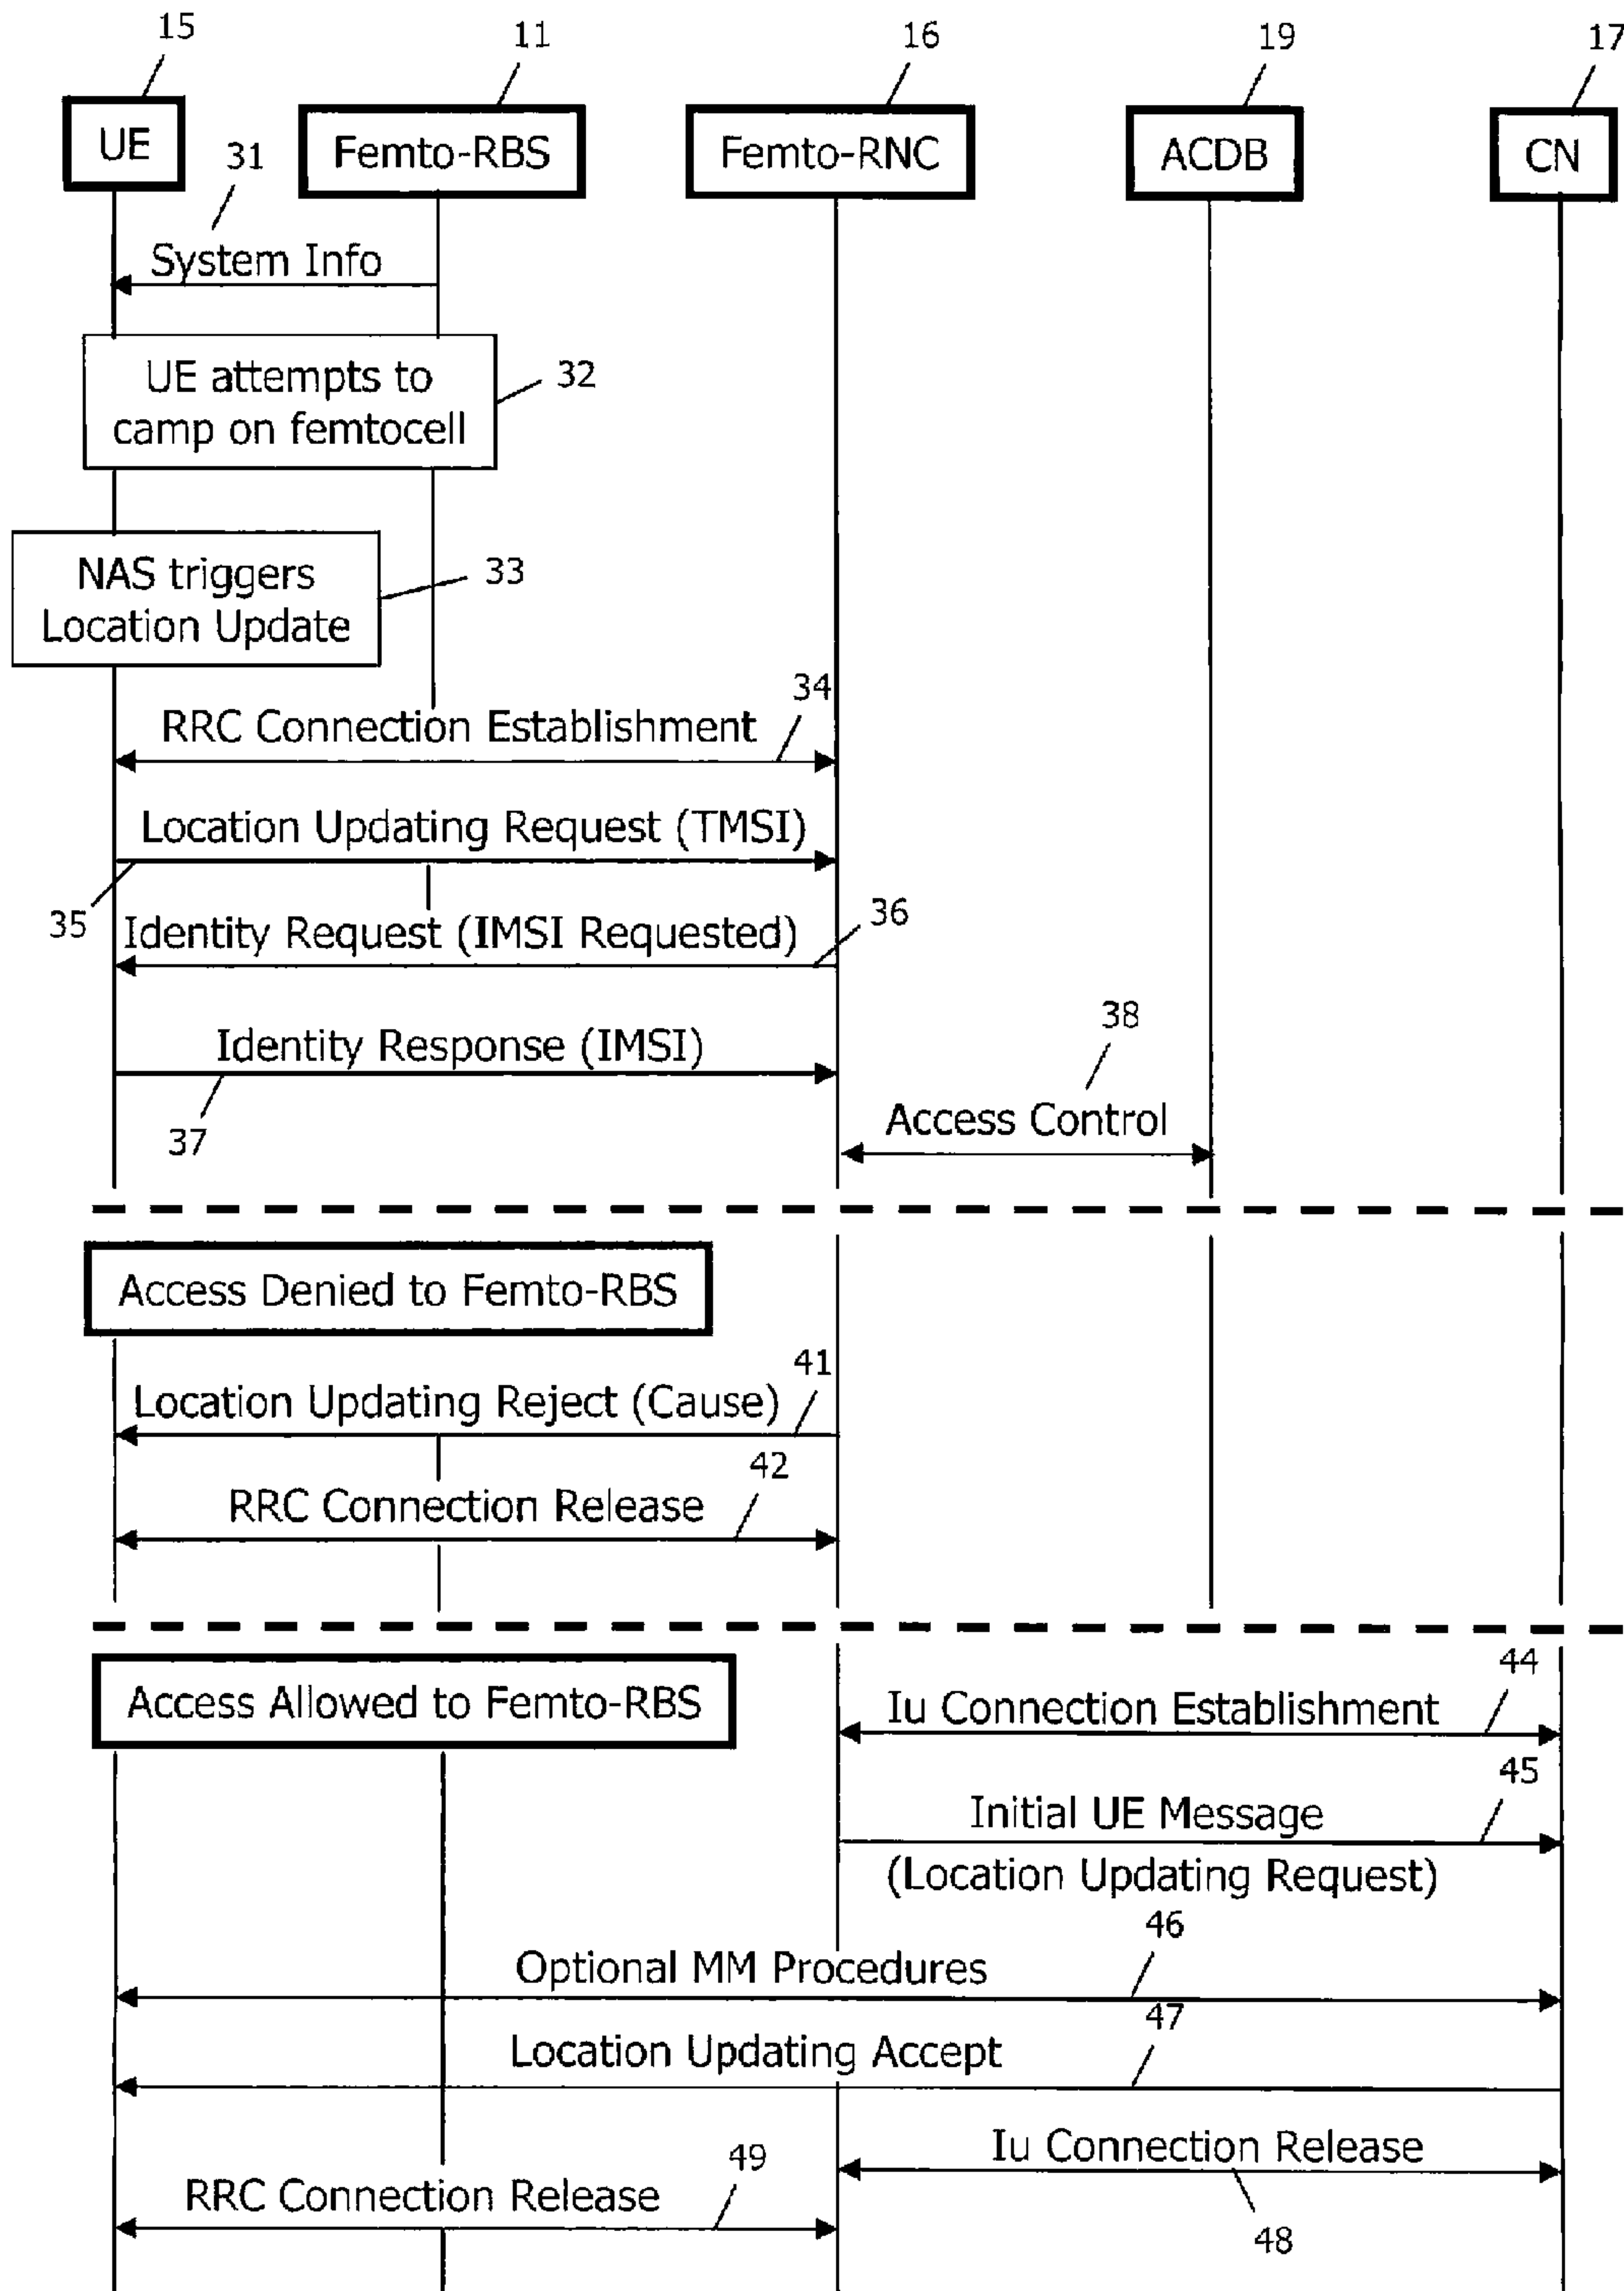 15
11
16
19
17
UE
Femto-RBS
Femto-RNC
ACDB
CN
31
System Info
UE attempts to
camp on femtocell
32
NAS triggers
Location Update
33
34
RRC Connection Establishment
Location Updating Request (TMSI)
35
36
Identity Request (IMSI Requested)
Identity Response (IMSI)
37
38
Access Control
Access Denied to Femto-RBS
41
Location Updating Reject (Cause)
42
RRC Connection Release
Access Allowed to Femto-RBS
44
Iu Connection Establishment
45
Initial UE Message
(Location Updating Request)
46
Optional MM Procedures
47
Location Updating Accept
Iu Connection Release
48
49
RRC Connection Release